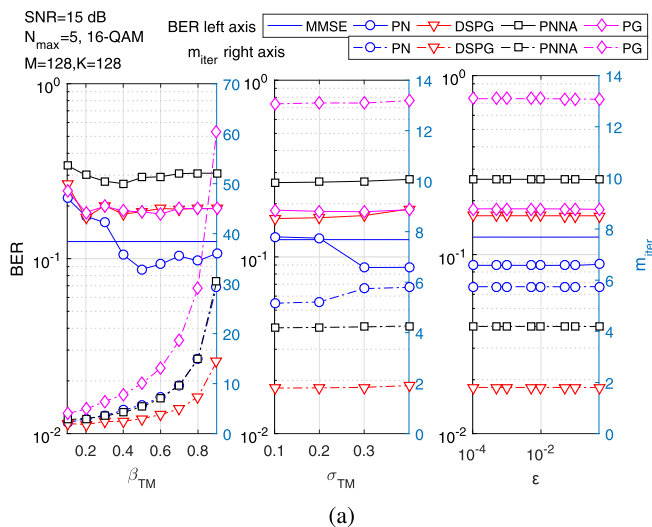 SNR=15 dB
N_max=5, 16-QAM
M=128,K=128
BER left axis
MMSE PN DSPG PNNA PG
m_iter right axis
PN DSPG PNNA PG
10^0 70 10^0 14 10^0 14
60 12 12
50 10 10
40 8 8
BER 10^-1 10^-1 10^-1 m_iter
30 6 6
20 4 4
10 2 2
10^-2 0 10^-2 0 10^-2 0
0.2 0.4 0.6 0.8 0.1 0.2 0.3 10^-4 10^-2
β_TM σ_TM ε
(a)